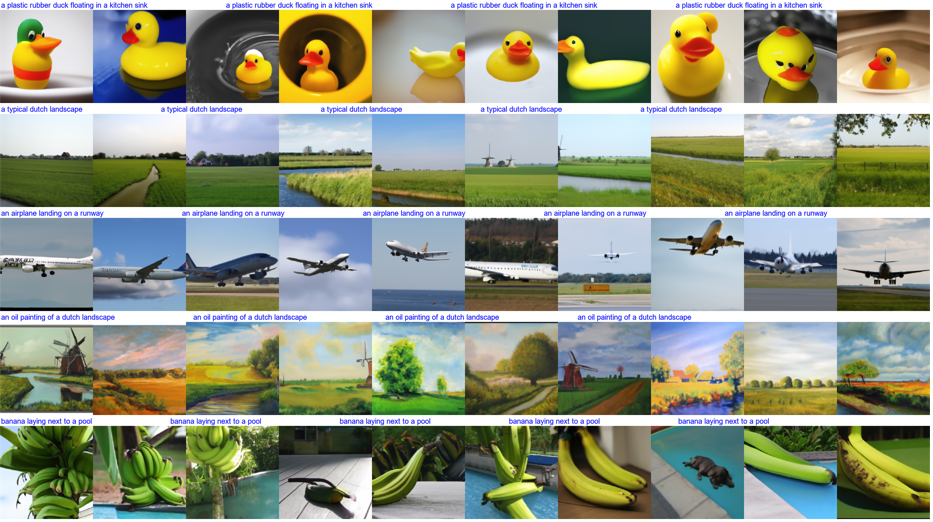 a plastic rubber duck floating in a kitchen sink a plastic rubber duck floating in a kitchen sink a plastic rubber duck floating in a kitchen sink a plastic rubber duck floating in a kitchen sink
a typical dutch landscape a typical dutch landscape a typical dutch landscape a typical dutch landscape a typical dutch landscape
an airplane landing on a runway an airplane landing on a runway an airplane landing on a runway an airplane landing on a runway an airplane landing on a runway
an oil painting of a dutch landscape an oil painting of a dutch landscape an oil painting of a dutch landscape an oil painting of a dutch landscape
banana laying next to a pool banana laying next to a pool banana laying next to a pool banana laying next to a pool banana laying next to a pool